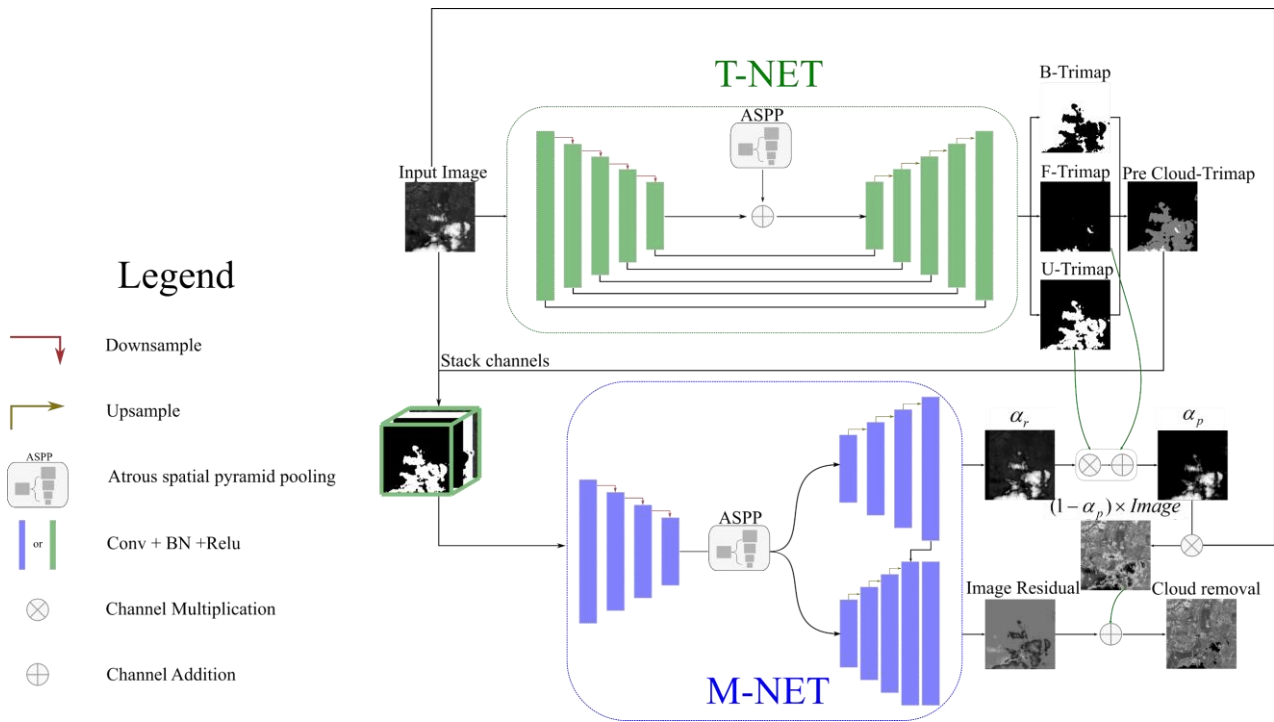 T-NET
B-Trimap
ASPP
Input Image
F-Trimap
Pre Cloud-Trimap
U-Trimap
Stack channels
Legend
Downsample
Upsample
ASPP
Atrous spatial pyramid pooling
or
Conv + BN +Relu
Channel Multiplication
Channel Addition
ASPP
α_r
α_p
(1-α_p)×Image
Image Residual
Cloud removal
M-NET